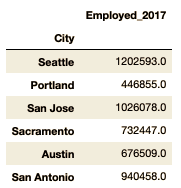 Employed_2017
City
Seattle 1202593.0
Portland 446855.0
San Jose 1026078.0
Sacramento 732447.0
Austin 676509.0
San Antonio 940458.0